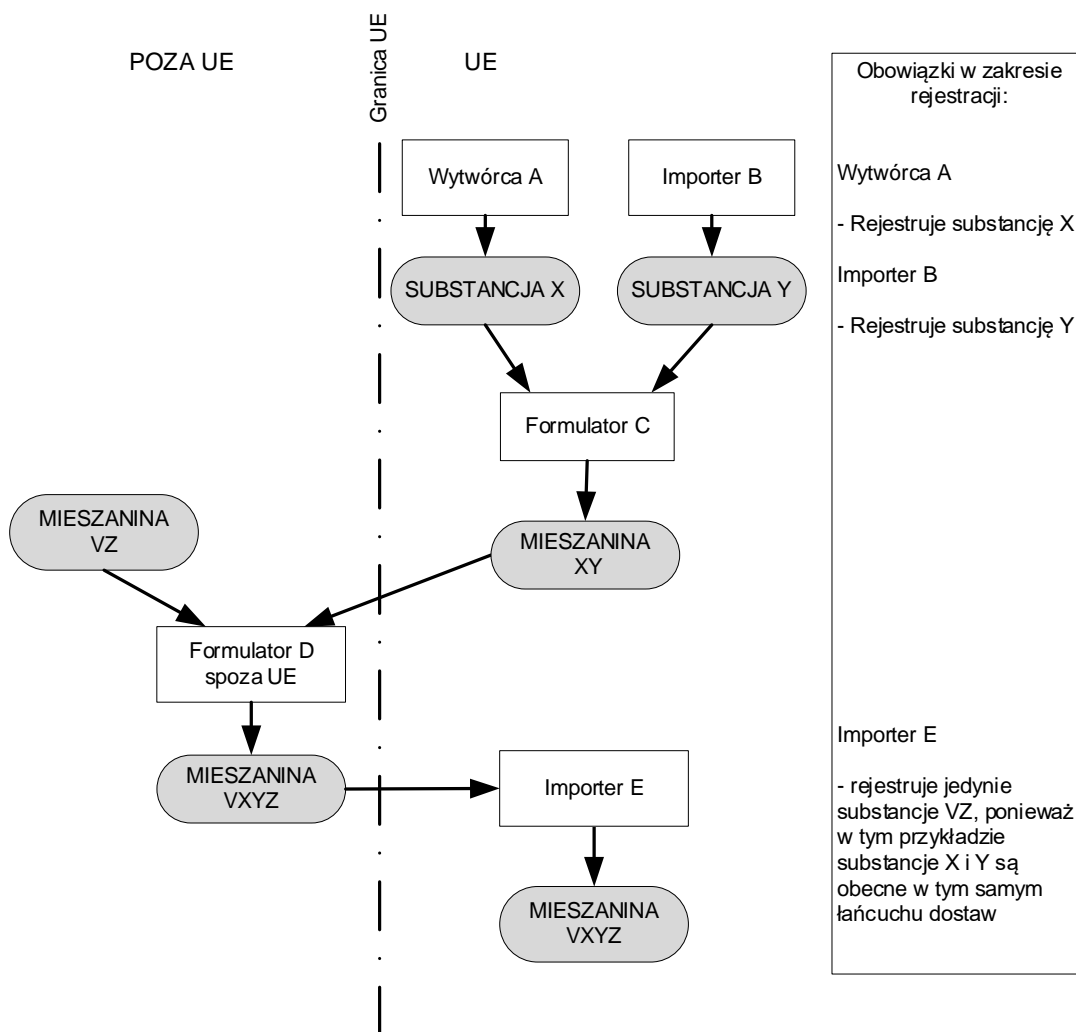 POZA UE
Granica UE
UE
Wytwórca A
Importer B
SUBSTANCJA X
SUBSTANCJA Y
Formulator C
MIESZANINA
VZ
MIESZANINA
XY
Formulator D
spoza UE
MIESZANINA
VXYZ
Importer E
MIESZANINA
VXYZ
Obowiązki w zakresie
rejestracji:
Wytwórca A
- Rejestruje substancję X
Importer B
- Rejestruje substancję Y
Importer E
- rejestruje jedynie
substancje VZ, ponieważ
w tym przykładzie
substancje X i Y są
obecne w tym samym
łańcuchu dostaw